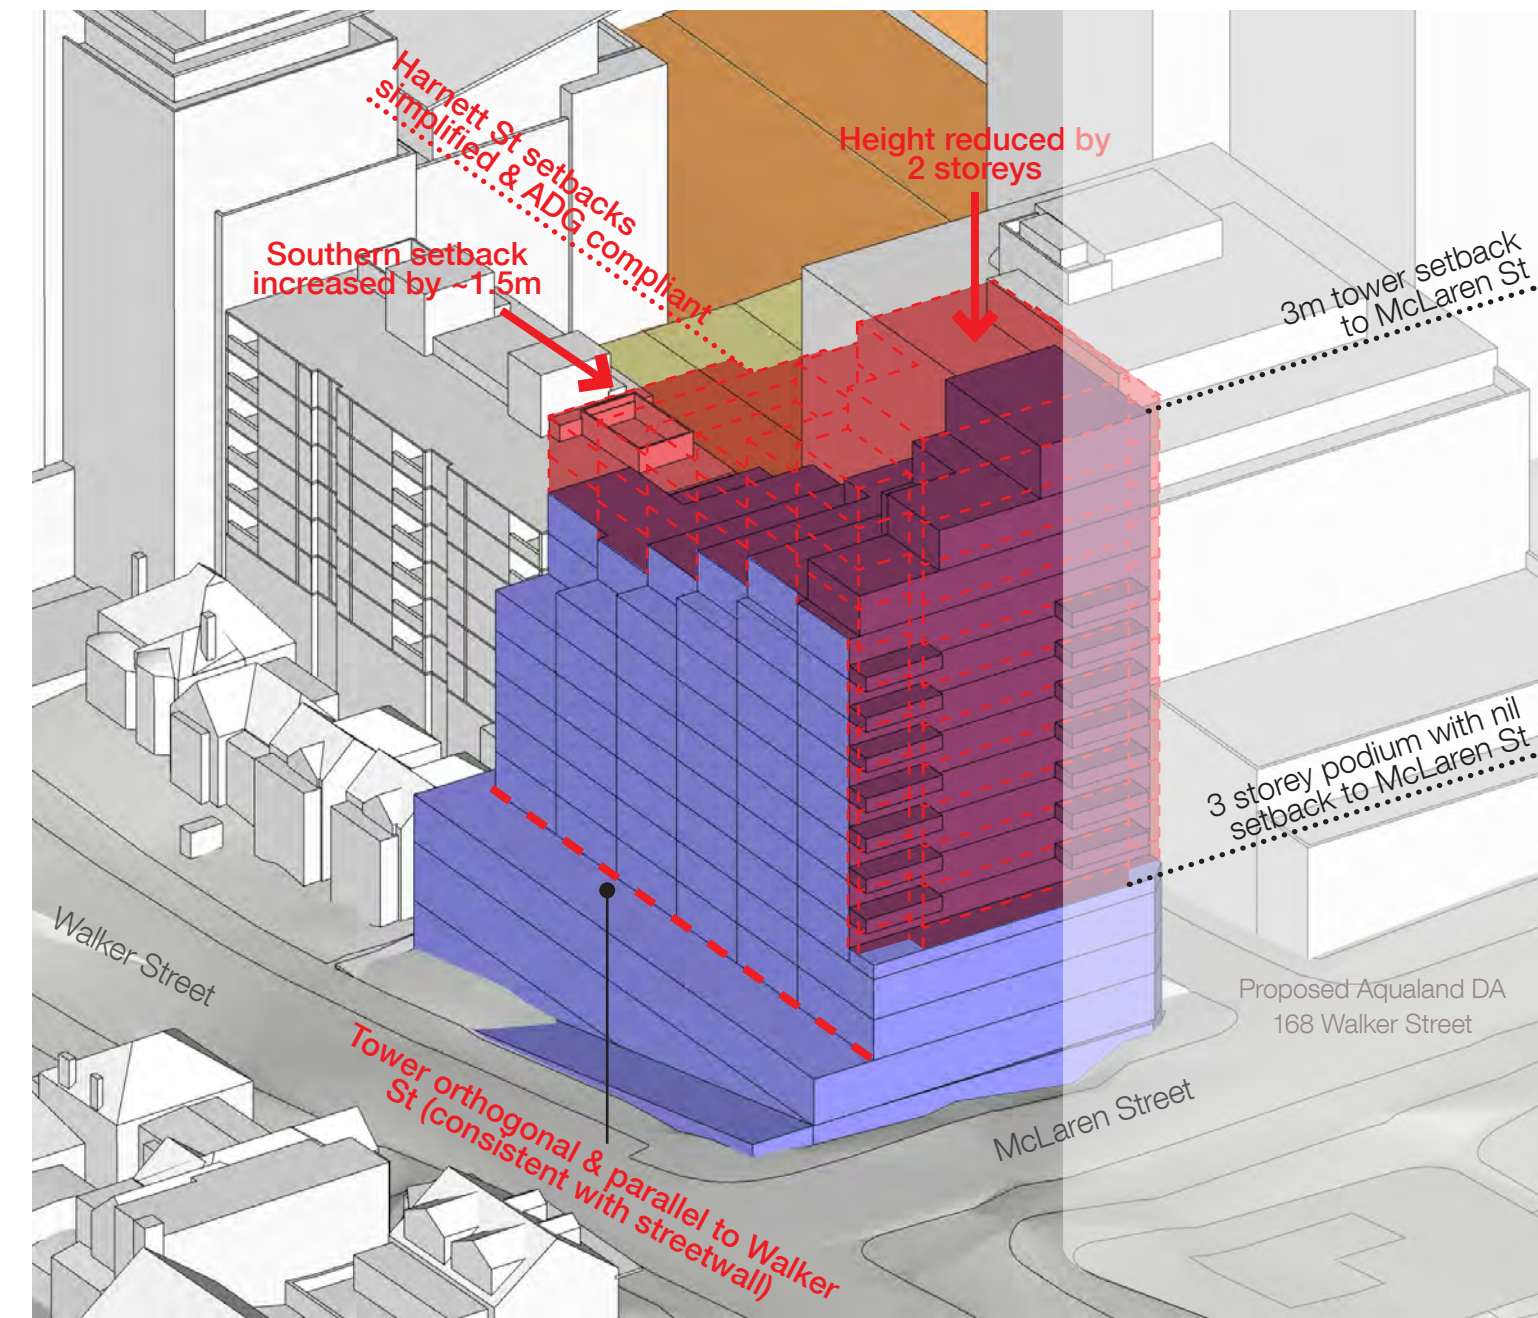 Harnett St setbacks
simplified & ADG compliant
Height reduced by
2 storeys
Southern setback
increased by ~1.5m
3m tower setback
to McLaren St
3 storey podium with nil
setback to McLaren St
Walker Street
Proposed Aqualand DA
168 Walker Street
McLaren Street
Tower orthogonal & parallel to Walker
St (consistent with streetwall)